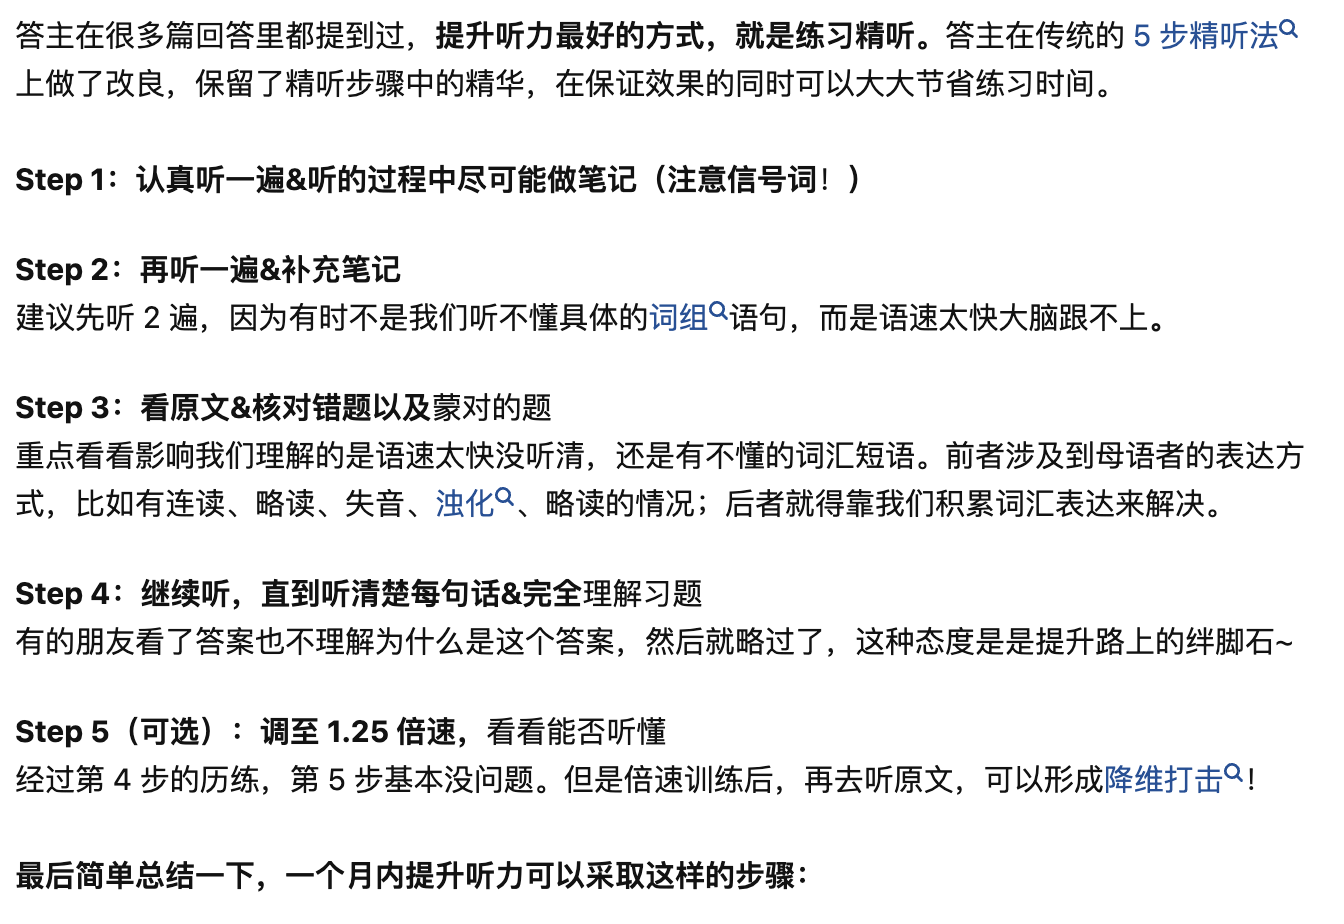 答主在很多篇回答里都提到过，提升听力最好的方式，就是练习精听。答主在传统的 5 步精听法
上做了改良，保留了精听步骤中的精华，在保证效果的同时可以大大节省练习时间。
Step 1：认真听一遍&听的过程中尽可能做笔记（注意信号词！）
Step 2：再听一遍&补充笔记
建议先听 2 遍，因为有时不是我们听不懂具体的词组语句，而是语速太快大脑跟不上。
Step 3：看原文&核对错题以及蒙对的题
重点看看影响我们理解的是语速太快没听清，还是有不懂的词汇短语。前者涉及到母语者的表达方
式，比如有连读、略读、失音、浊化、略读的情况；后者就得靠我们积累词汇表达来解决。
Step 4：继续听，直到听清楚每句话&完全理解习题
有的朋友看了答案也不理解为什么是这个答案，然后就略过了，这种态度是是提升路上的绊脚石~
Step 5（可选）：调至 1.25 倍速，看看能否听懂
经过第 4 步的历练，第 5 步基本没问题。但是倍速训练后，再去听原文，可以形成降维打击！
最后简单总结一下，一个月内提升听力可以采取这样的步骤：